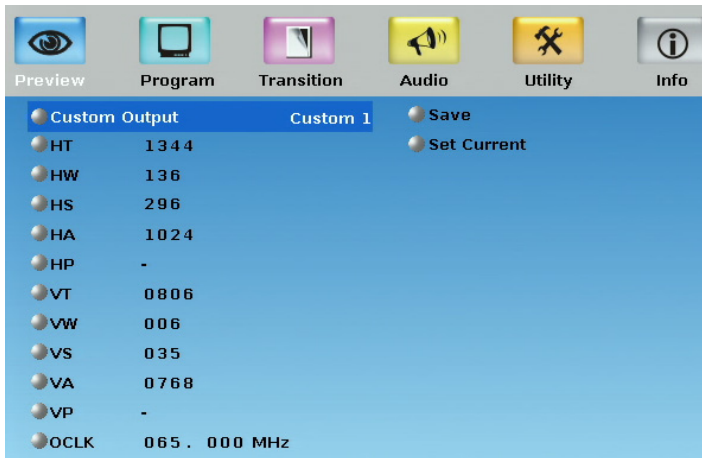 Preview Program Transition Audio Utility Info
Custom Output Custom 1 Save
HT 1344 Set Current
HW 136
HS 296
HA 1024
HP -
VT 0806
VW 006
VS 035
VA 0768
VP -
OCLK 065. 000 MHz